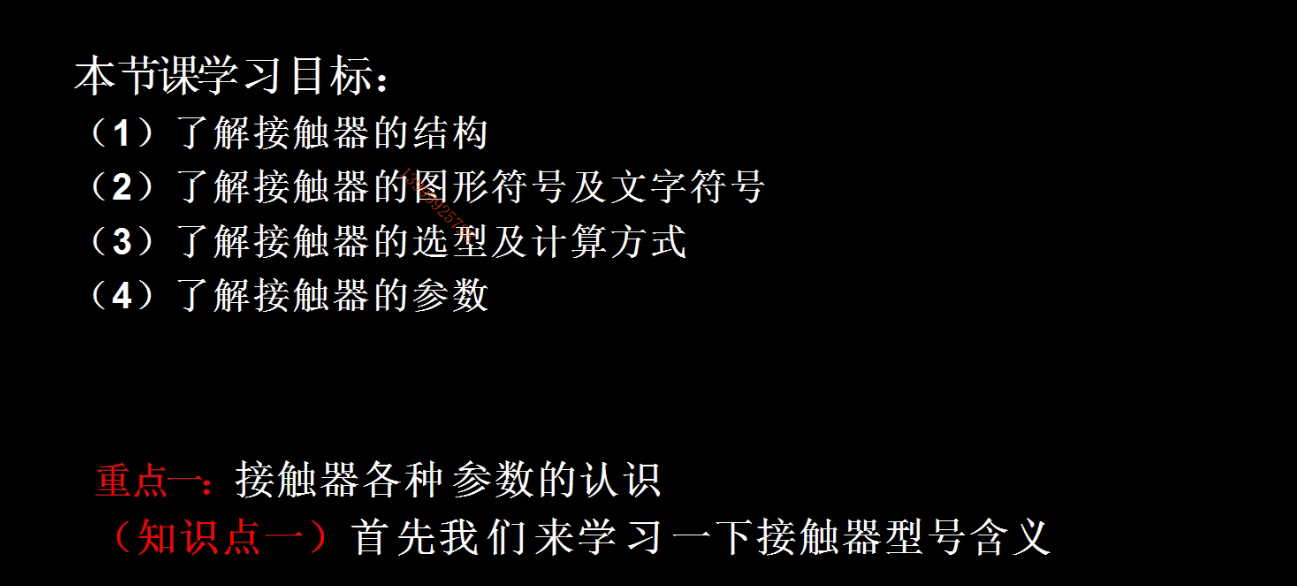 本节课学习目标：
（1）了解接触器的结构
（2）了解接触器的图形符号及文字符号
（3）了解接触器的选型及计算方式
（4）了解接触器的参数
重点一：接触器各种参数的认识
（知识点一）首先我们来学习一下接触器型号含义